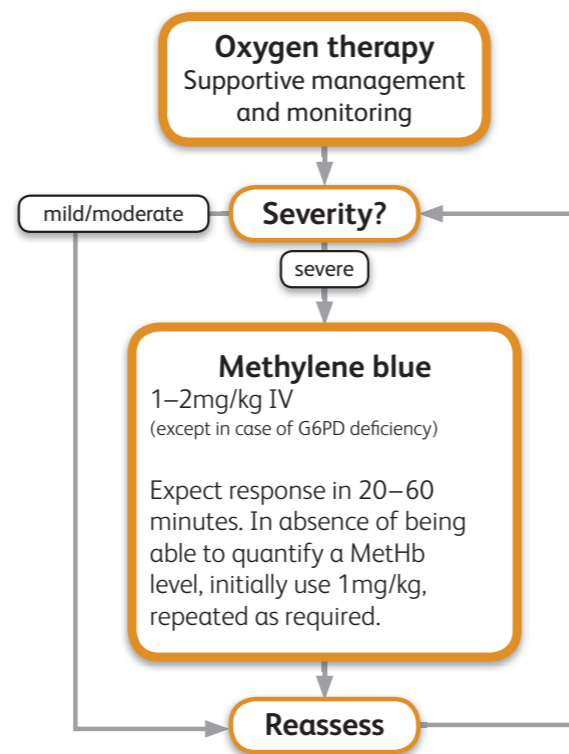 Oxygen therapy
Supportive management
and monitoring
mild/moderate
Severity?
severe
Methylene blue
1–2mg/kg IV
(except in case of G6PD deficiency)
Expect response in 20–60
minutes. In absence of being
able to quantify a MetHb
level, initially use 1mg/kg,
repeated as required.
Reassess